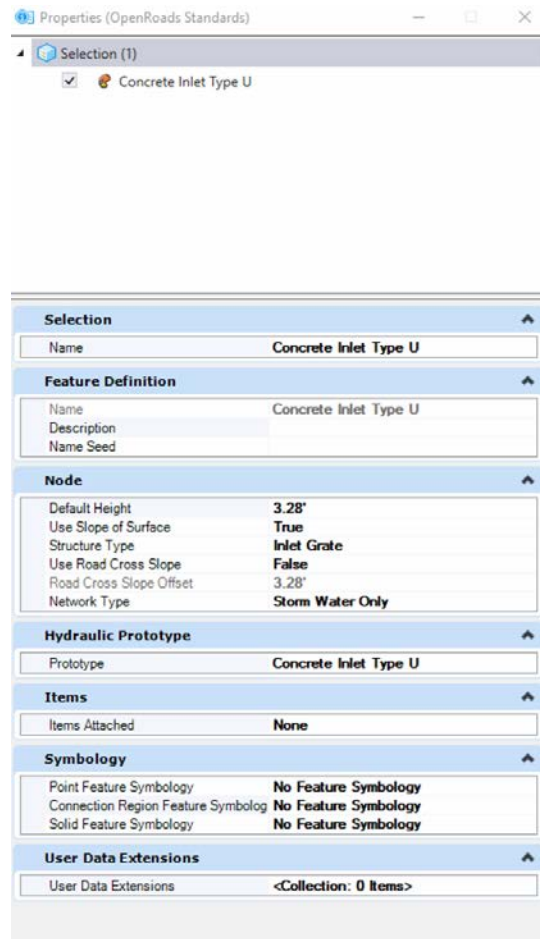 Properties (OpenRoads Standards)
Selection (1)
Concrete Inlet Type U
Selection
Name Concrete Inlet Type U
Feature Definition
Name Concrete Inlet Type U
Description
Name Seed
Node
Default Height 3.28'
Use Slope of Surface True
Structure Type Inlet Grate
Use Road Cross Slope False
Road Cross Slope Offset 3.28'
Network Type Storm Water Only
Hydraulic Prototype
Prototype Concrete Inlet Type U
Items
Items Attached None
Symbology
Point Feature Symbology No Feature Symbology
Connection Region Feature Symbolog No Feature Symbology
Solid Feature Symbology No Feature Symbology
User Data Extensions
User Data Extensions <Collection: 0 Items>